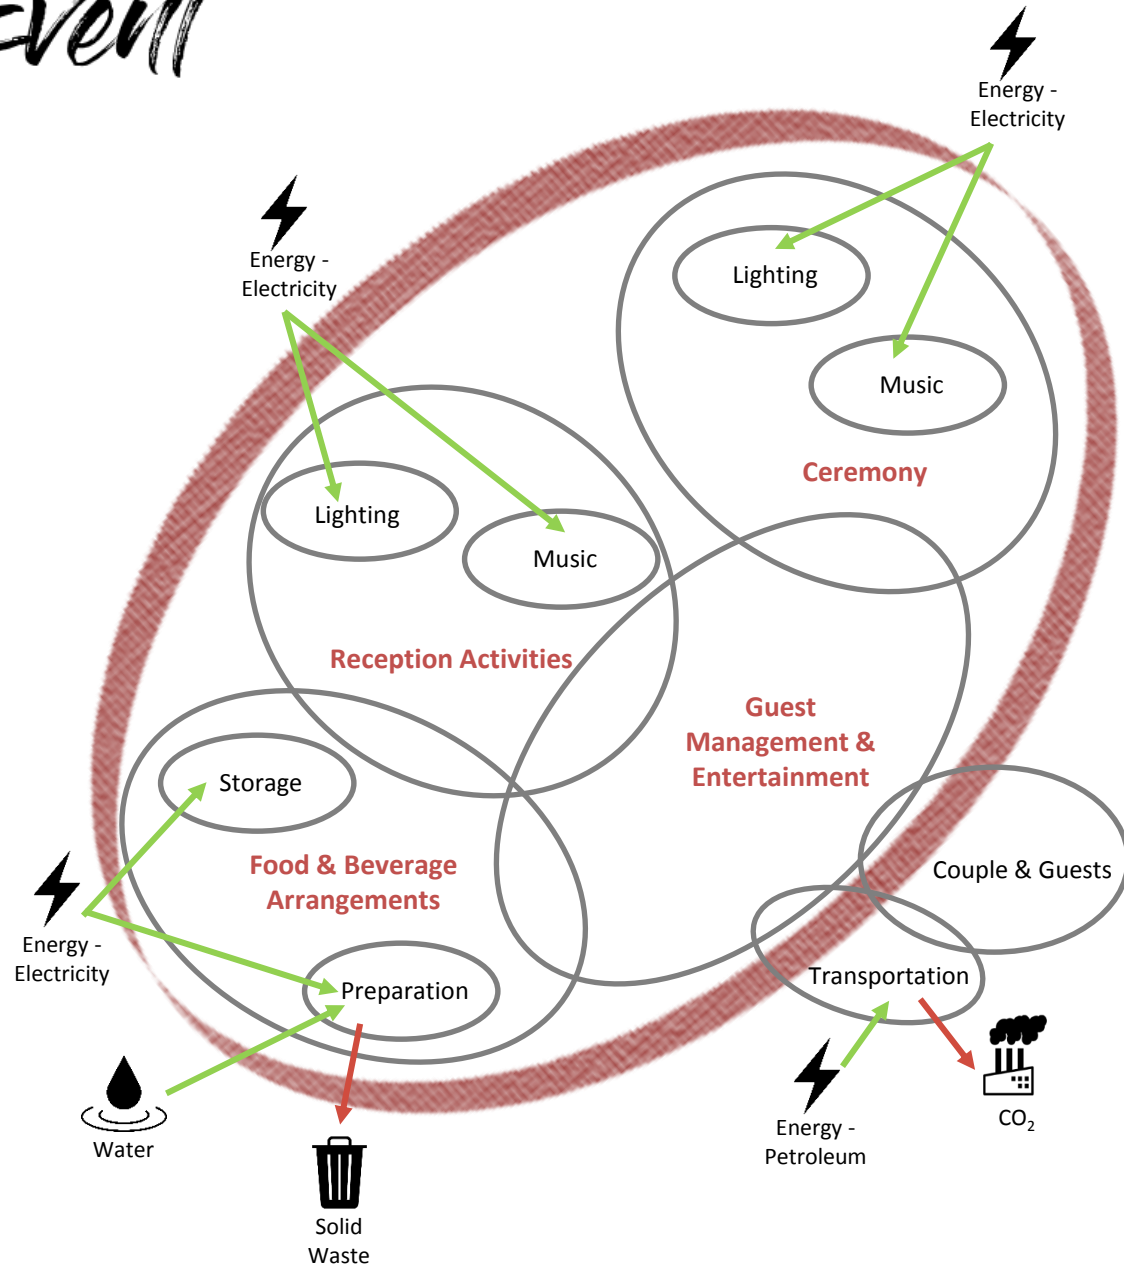 Event
Energy -
Electricity
Energy -
Electricity
Lighting
Music
Ceremony
Lighting
Music
Reception Activities
Guest
Management &
Entertainment
Storage
Food & Beverage
Arrangements
Couple & Guests
Energy -
Electricity
Preparation
Transportation
Water
Energy -
Petroleum
CO₂
Solid
Waste